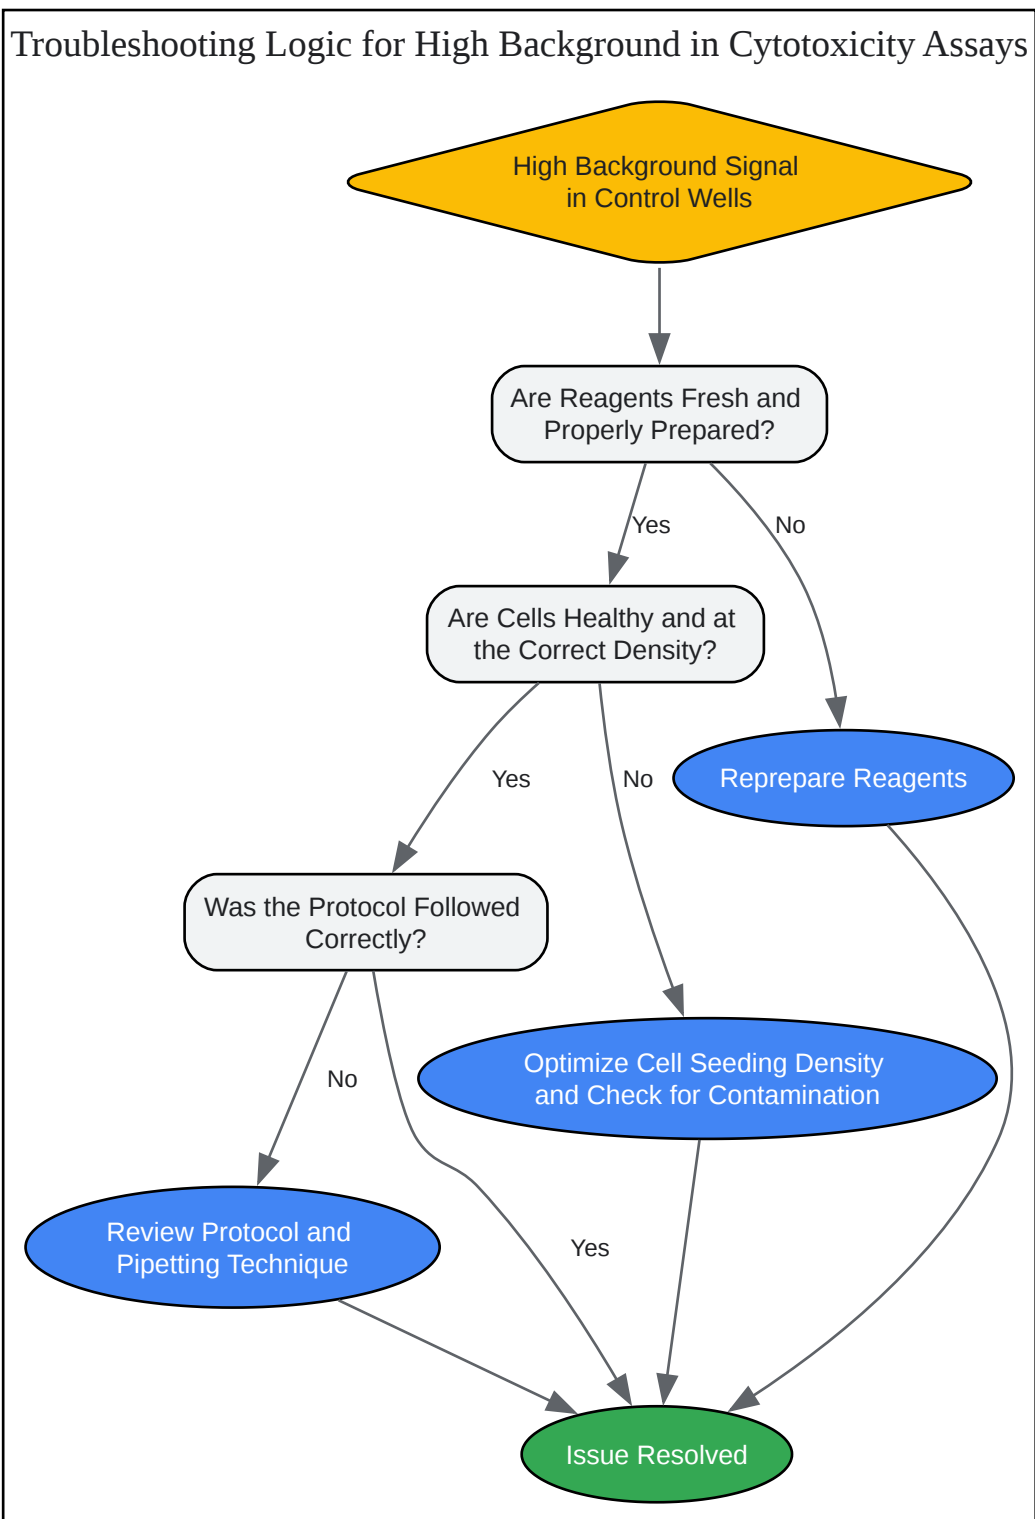 Troubleshooting Logic for High Background in Cytotoxicity Assays
High Background Signal
in Control Wells
Are Reagents Fresh and
Properly Prepared?
Yes
No
Are Cells Healthy and at
the Correct Density?
Yes
No
Reprepare Reagents
Was the Protocol Followed
Correctly?
No
Optimize Cell Seeding Density
and Check for Contamination
Review Protocol and
Pipetting Technique
Yes
Issue Resolved